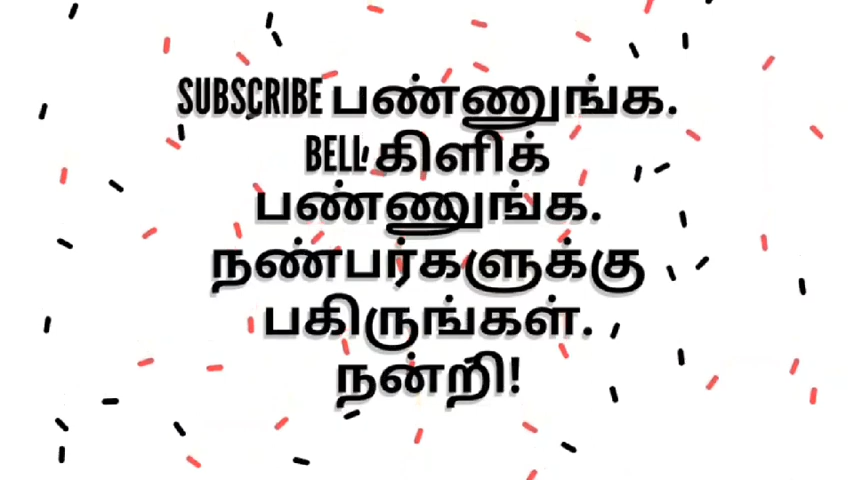 SUBSCRIBE பண்ணுங்க.
BELL கிளிக்
பண்ணுங்க.
நண்பர்களுக்கு
பகிருங்கள்.
நன்றி!